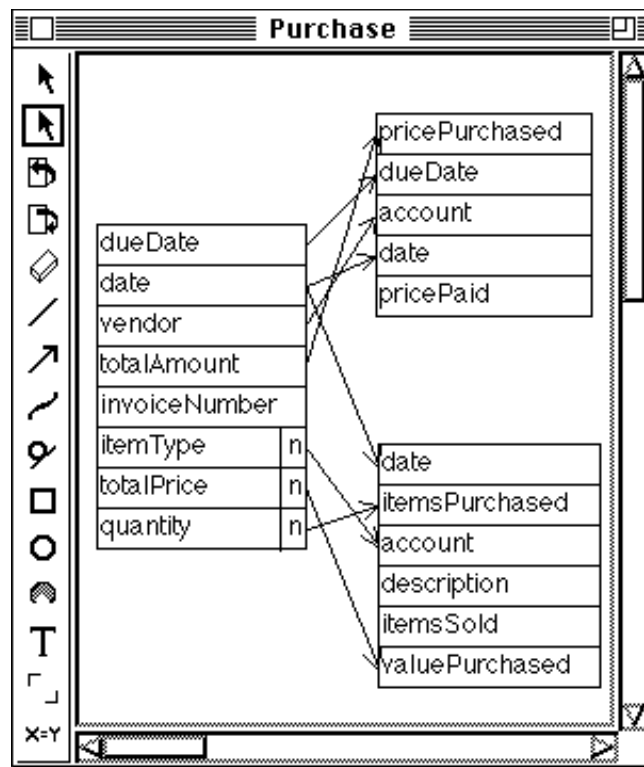 Purchase
dueDate
date
vendor
totalAmount
invoiceNumber
itemType n
totalPrice n
quantity n
pricePurchased
dueDate
account
date
pricePaid
date
itemsPurchased
account
description
itemsSold
valuePurchased
T
X=Y